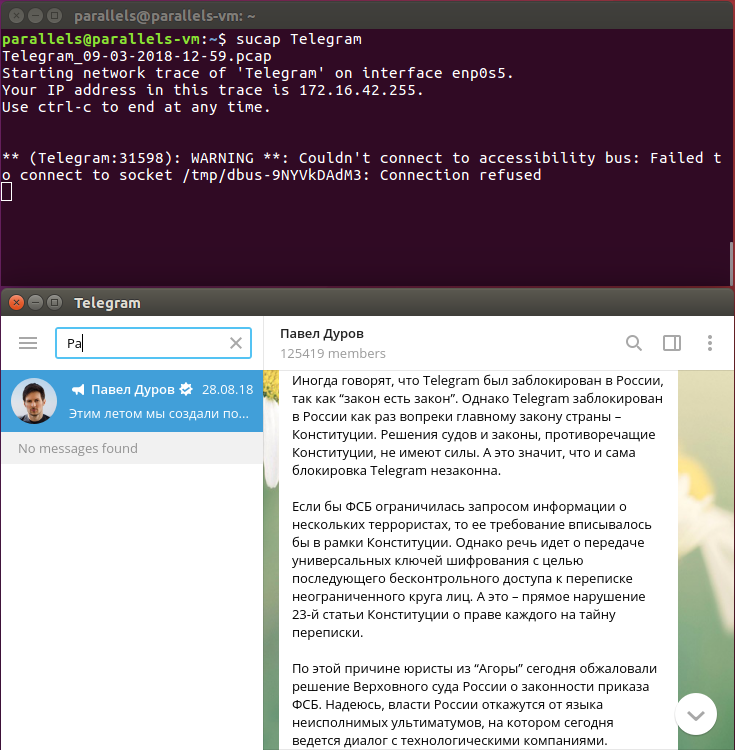 parallels@parallels-vm: ~
parallels@parallels-vm:~$ sucap Telegram
Telegram_09-03-2018-12-59.pcap
Starting network trace of 'Telegram' on interface enp0s5.
Your IP address in this trace is 172.16.42.255.
Use ctrl-c to end at any time.
** (Telegram:31598): WARNING **: Couldn't connect to accessibility bus: Failed t
o connect to socket /tmp/dbus-9NYVkDAdM3: Connection refused
Telegram
Pa
Павел Дуров 28.08.18
Этим летом мы создали по...
No messages found
Павел Дуров
125419 members
Иногда говорят, что Telegram был заблокирован в России,
так как “закон есть закон”. Однако Telegram заблокирован
в России как раз вопреки главному закону страны –
Конституции. Решения судов и законы, противоречащие
Конституции, не имеют силы. А это значит, что и сама
блокировка Telegram незаконна.
Если бы ФСБ ограничилась запросом информации о
нескольких террористах, то ее требование вписывалось
бы в рамки Конституции. Однако речь идет о передаче
универсальных ключей шифрования с целью
последующего бесконтрольного доступа к переписке
неограниченного круга лиц. А это – прямое нарушение
23-й статьи Конституции о праве каждого на тайну
переписки.
По этой причине юристы из “Агоры” сегодня обжаловали
решение Верховного суда России о законности приказа
ФСБ. Надеюсь, власти России откажутся от языка
неисполнимых ультиматумов, на котором сегодня
ведется диалог с технологическими компаниями.